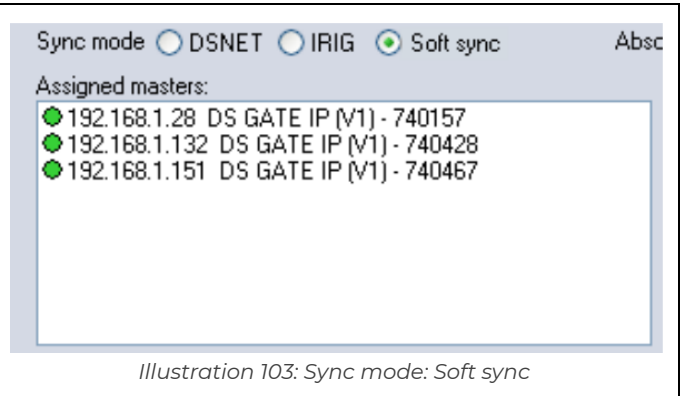 Sync mode DSNET IRIG Soft sync Absc
Assigned masters:
192.168.1.28 DS GATE IP (V1) - 740157
192.168.1.132 DS GATE IP (V1) - 740428
192.168.1.151 DS GATE IP (V1) - 740467
Illustration 103: Sync mode: Soft sync